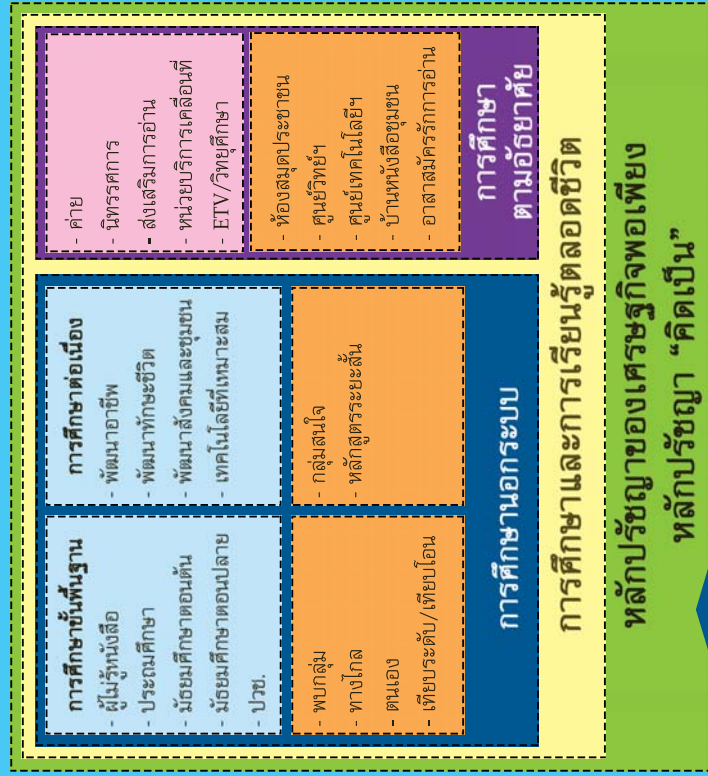 การศึกษาขั้นพื้นฐาน
- ผู้ไม่รู้หนังสือ
- ประถมศึกษา
- มัธยมศึกษาตอนต้น
- มัธยมศึกษาตอนปลาย
- ปวช.
การศึกษาต่อเนื่อง
- พัฒนาอาชีพ
- พัฒนาทักษะชีวิต
- พัฒนาสังคมและชุมชน
- เทคโนโลยีที่เหมาะสม
- พบกลุ่ม
- ทางไกล
- ตนเอง
- เทียบระดับ/เทียบโอน
- กลุ่มสนใจ
- หลักสูตรระยะสั้น
การศึกษานอกระบบ
- ค่าย
- นิทรรศการ
- ส่งเสริมการอ่าน
- หน่วยบริการเคลื่อนที่
- ETV/วิทยุศึกษา
- ห้องสมุดประชาชน
- ศูนย์วิทย์ฯ
- ศูนย์เทคโนโลยีฯ
- บ้านหนังสือชุมชน
- อาสาสมัครรักการอ่าน
การศึกษา
ตามอัธยาศัย
การศึกษาและการเรียนรู้ตลอดชีวิต
หลักปรัชญาของเศรษฐกิจพอเพียง
หลักปรัชญา “คิดเป็น”